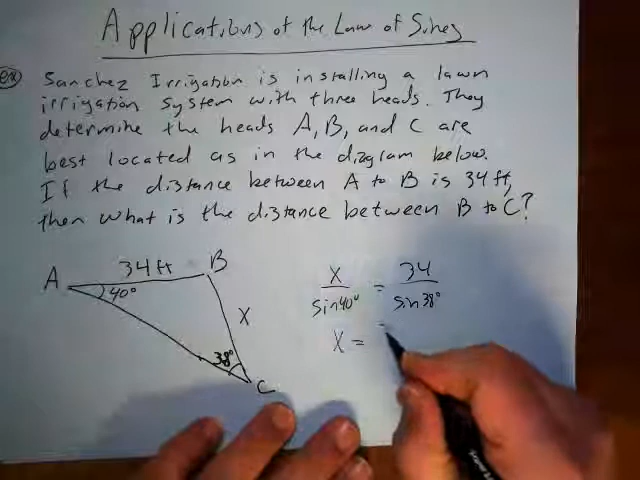 Applications of the Law of Sines
ex Sanchez Irrigation is installing a lawn
irrigation system with three heads. They
determine the heads A, B, and C are
best located as in the diagram below.
If the distance between A to B is 34 ft,
then what is the distance between B to C?
34 ft
A
B
40°
X
38°
C
X/sin 40° = 34/sin 38°
X =